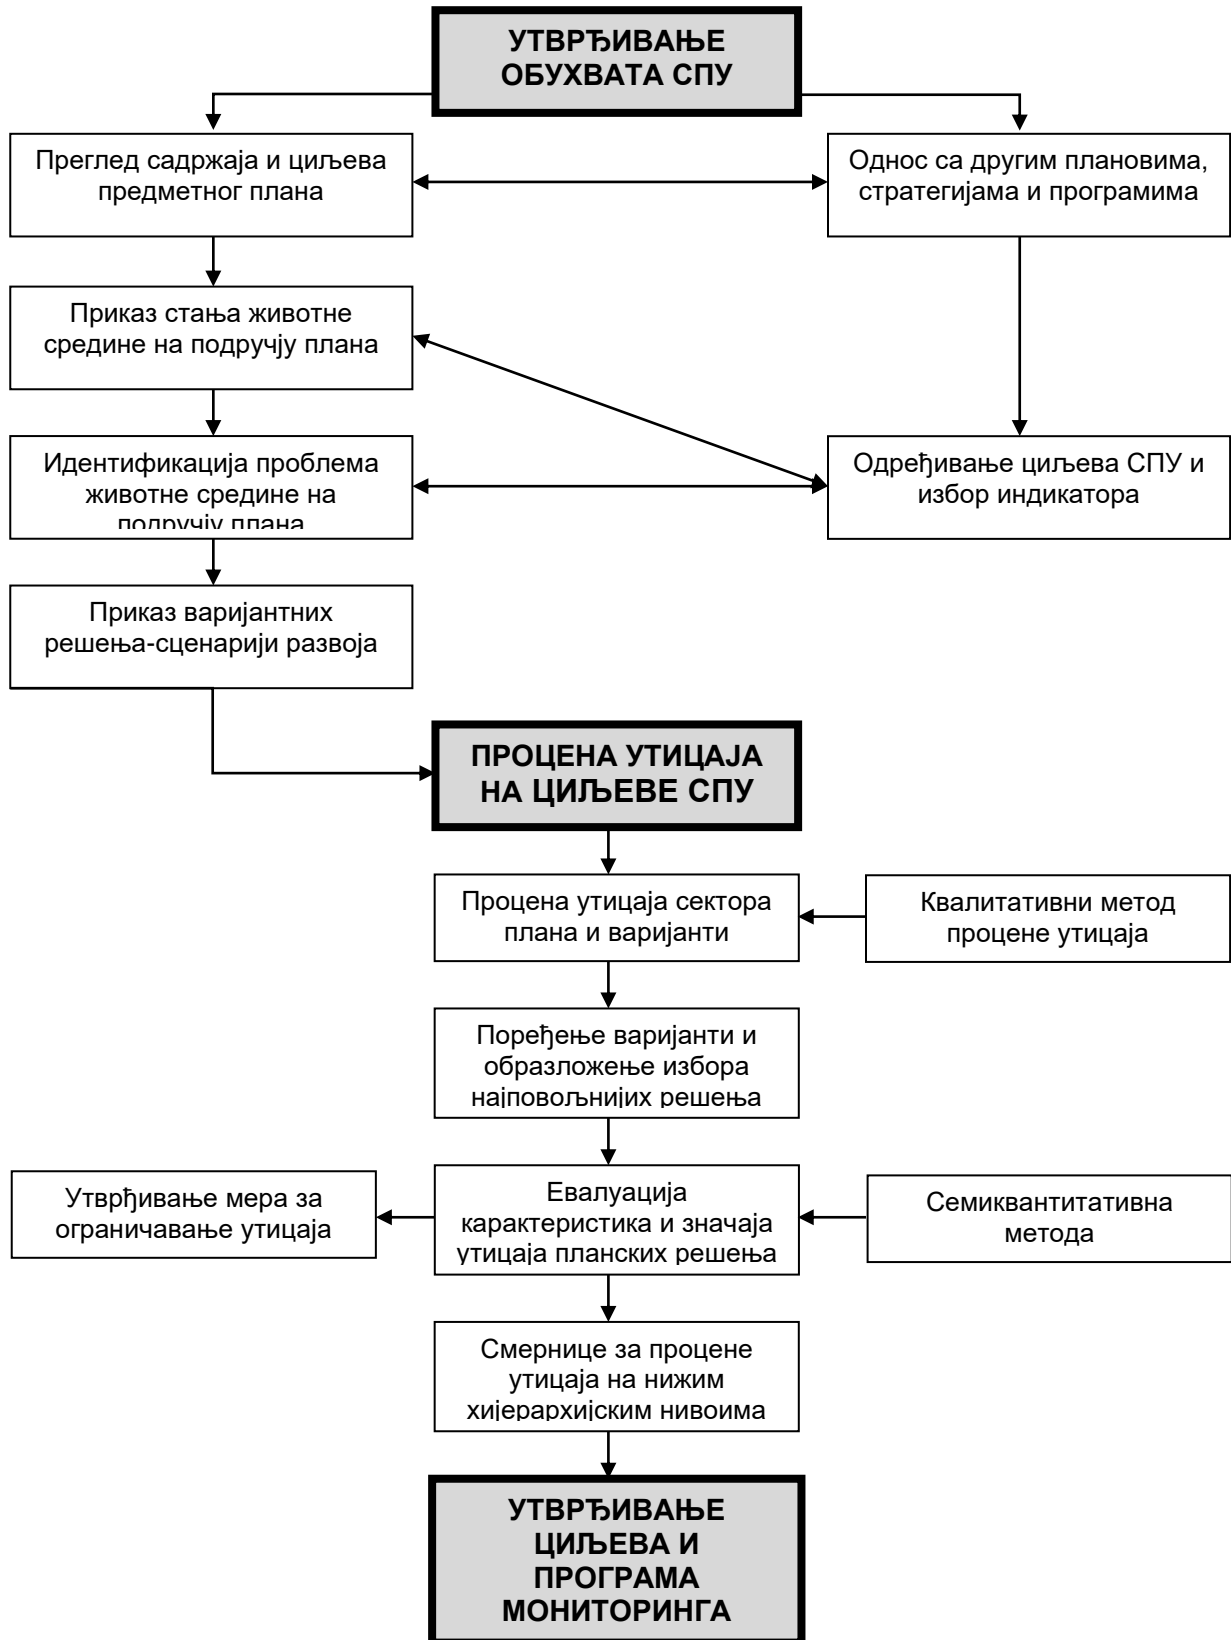 УТВРЂИВАЊЕ
ОБУХВАТА СПУ
Преглед садржаја и циљева
предметног плана
Однос са другим плановима,
стратегијама и програмима
Приказ стања животне
средине на подручју плана
Идентификација проблема
животне средине на
подручју плана
Одређивање циљева СПУ и
избор индикатора
Приказ варијантних
решења-сценарији развоја
ПРОЦЕНА УТИЦАЈА
НА ЦИЉЕВЕ СПУ
Процена утицаја сектора
плана и варијанти
Квалитативни метод
процене утицаја
Поређење варијанти и
образложење избора
најповољнијих решења
Утврђивање мера за
ограничавање утицаја
Евалуација
карактеристика и значаја
утицаја планских решења
Семиквантитативна
метода
Смернице за процене
утицаја на нижим
хијерархијским нивоима
УТВРЂИВАЊЕ
ЦИЉЕВА И
ПРОГРАМА
МОНИТОРИНГА